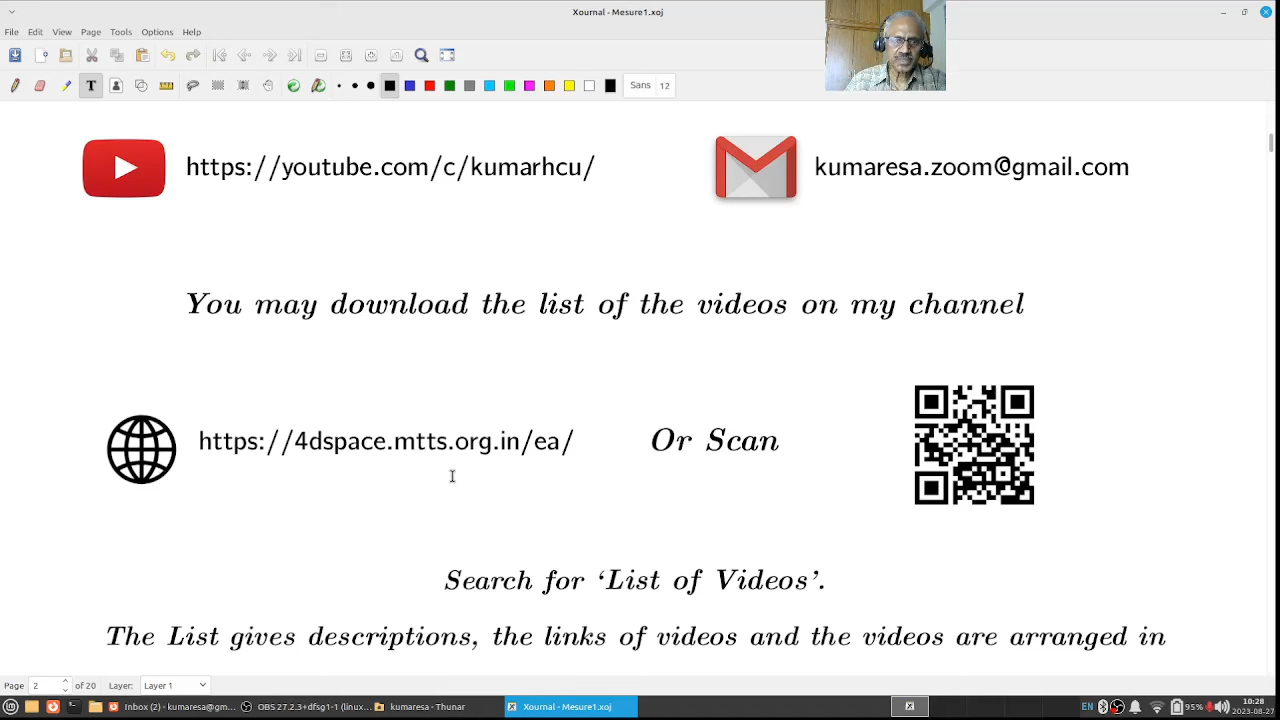 Xournal - Mesure1.xoj
File Edit View Page Tools Options Help
T Sans 12
https://youtube.com/c/kumarhcu/
kumaresa.zoom@gmail.com
You may download the list of the videos on my channel
https://4dspace.mtts.org.in/ea/ Or Scan
Search for ‘List of Videos’.
The List gives descriptions, the links of videos and the videos are arranged in
Page 2 of 20 Layer: Layer 1
Inbox (2) - kumaresa@gm... OBS 27.2.3+dfsg1-1 (linux... kumaresa - Thunar Xournal - Mesure1.xoj EN 95% 10:28
2023-08-27